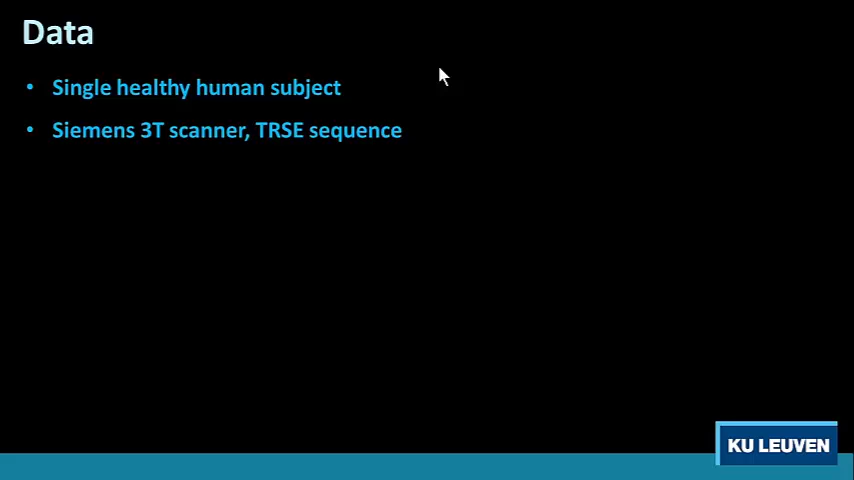 Data
• Single healthy human subject
• Siemens 3T scanner, TRSE sequence
KU LEUVEN